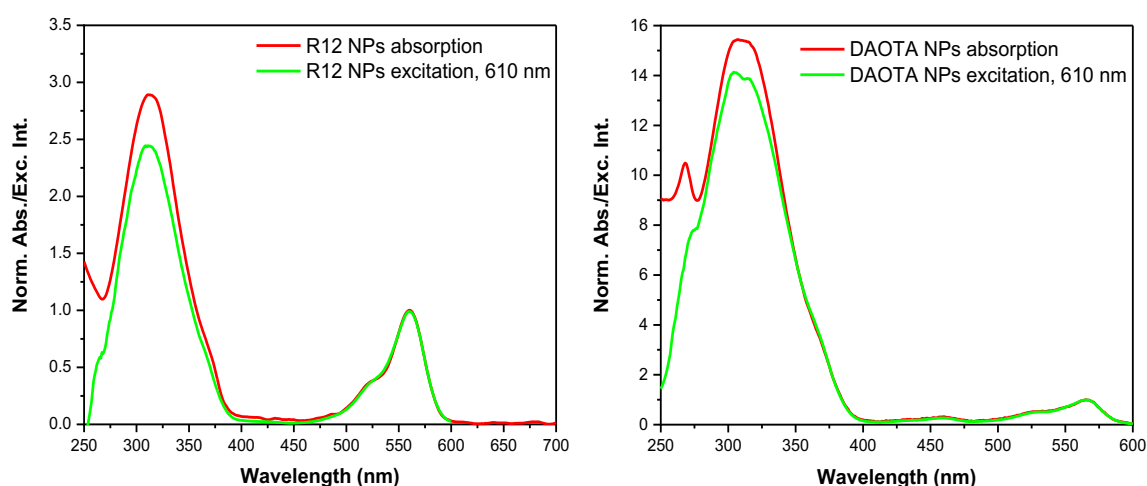 R12 NPs absorption
R12 NPs excitation, 610 nm
Norm. Abs./Exc. Int.
3.5
3.0
2.5
2.0
1.5
1.0
0.5
0.0
250 300 350 400 450 500 550 600 650 700
Wavelength (nm)
DAOTA NPs absorption
DAOTA NPs excitation, 610 nm
Norm. Abs./Exc. Int.
16
14
12
10
8
6
4
2
0
250 300 350 400 450 500 550 600
Wavelength (nm)